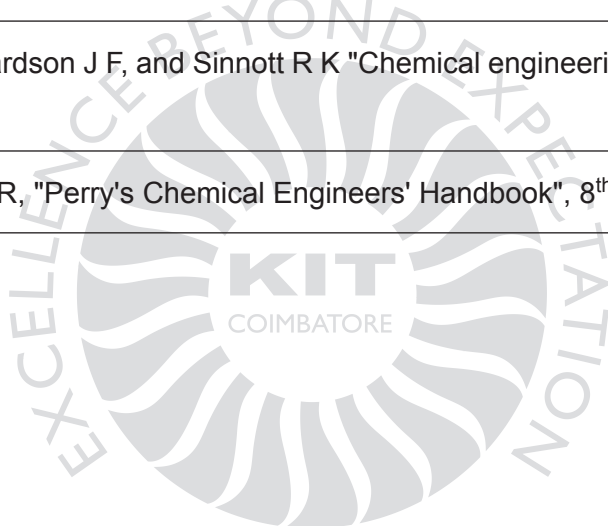 ardson J F, and Sinnott R K "Chemical engineeri
R, "Perry's Chemical Engineers' Handbook", 8th
EXCELLENCE BEYOND EXPECTATION
KIT
COIMBATORE